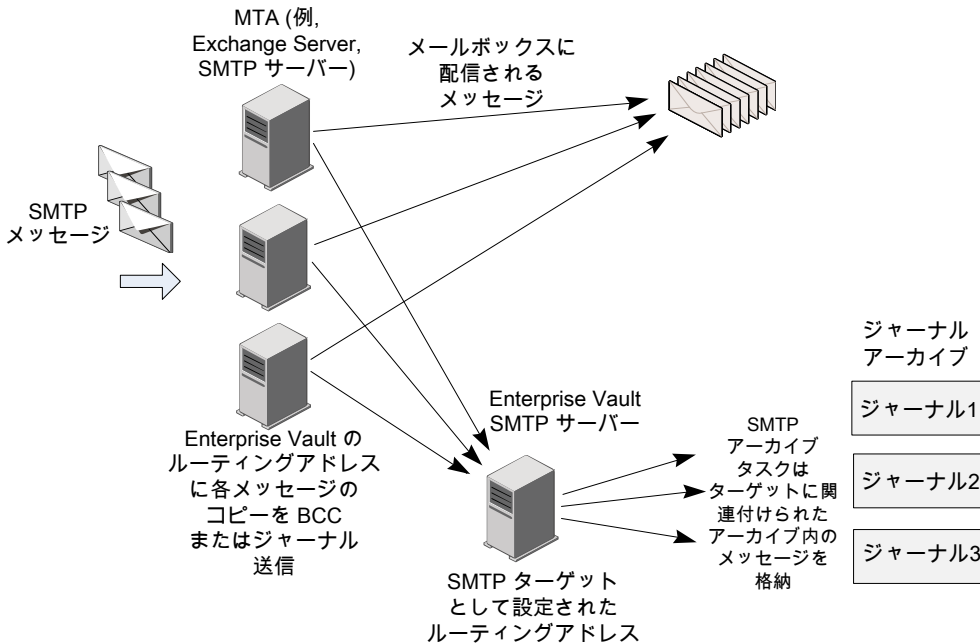 MTA (例,
Exchange Server,
SMTP サーバー)
メールボックスに
配信される
メッセージ
SMTP
メッセージ
Enterprise Vault の
ルーティングアドレス
に各メッセージの
コピーを BCC
またはジャーナル
送信
Enterprise Vault
SMTP サーバー
SMTP ターゲット
として設定された
ルーティングアドレス
SMTP
アーカイブ
タスクは
ターゲットに関
連付けられた
アーカイブ内の
メッセージを
格納
ジャーナル
アーカイブ
ジャーナル1
ジャーナル2
ジャーナル3